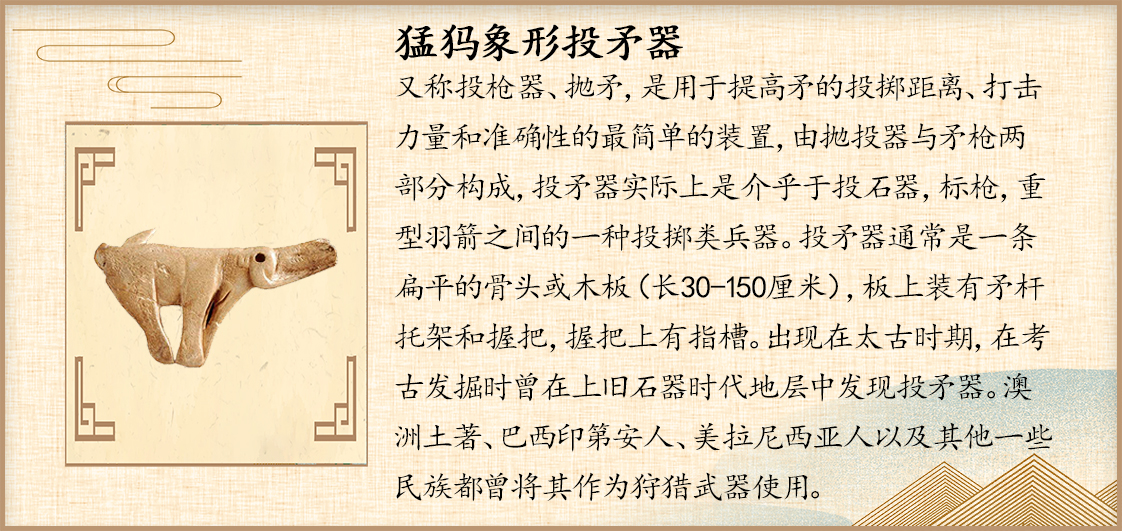 猛犸象形投矛器
又称投枪器、抛矛，是用于提高矛的投掷距离、打击
力量和准确性的最简单的装置，由抛投器与矛枪两
部分构成，投矛器实际上是介乎于投石器，标枪，重
型羽箭之间的一种投掷类兵器。投矛器通常是一条
扁平的骨头或木板（长30-150厘米），板上装有矛杆
托架和握把，握把上有指槽。出现在太古时期，在考
古发掘时曾在上旧石器时代地层中发现投矛器。澳
洲土著、巴西印第安人、美拉尼西亚人以及其他一些
民族都曾将其作为狩猎武器使用。